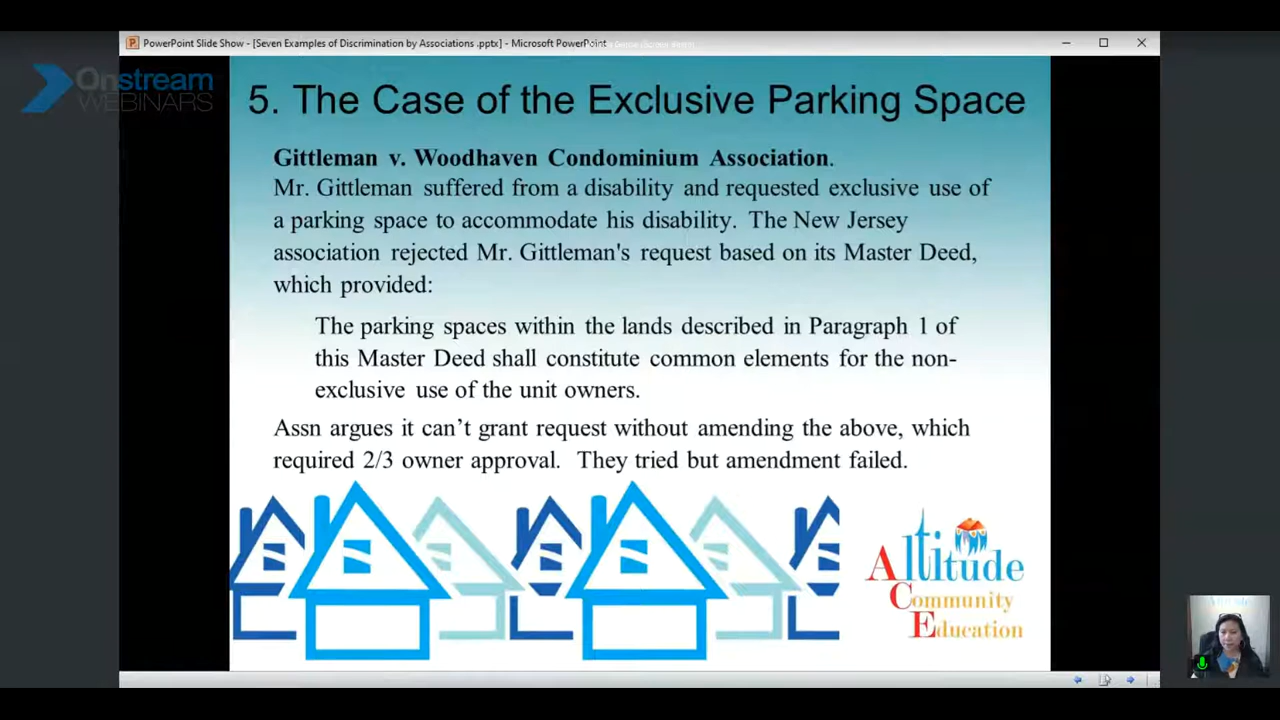 PowerPoint Slide Show - [Seven Examples of Discrimination by Associations .pptx] - Microsoft PowerPoint
Onstream
WEBINARS
5. The Case of the Exclusive Parking Space
Gittleman v. Woodhaven Condominium Association.
Mr. Gittleman suffered from a disability and requested exclusive use of
a parking space to accommodate his disability. The New Jersey
association rejected Mr. Gittleman's request based on its Master Deed,
which provided:
The parking spaces within the lands described in Paragraph 1 of
this Master Deed shall constitute common elements for the non-
exclusive use of the unit owners.
Assn argues it can’t grant request without amending the above, which
required 2/3 owner approval. They tried but amendment failed.
Altitude
Community
Education